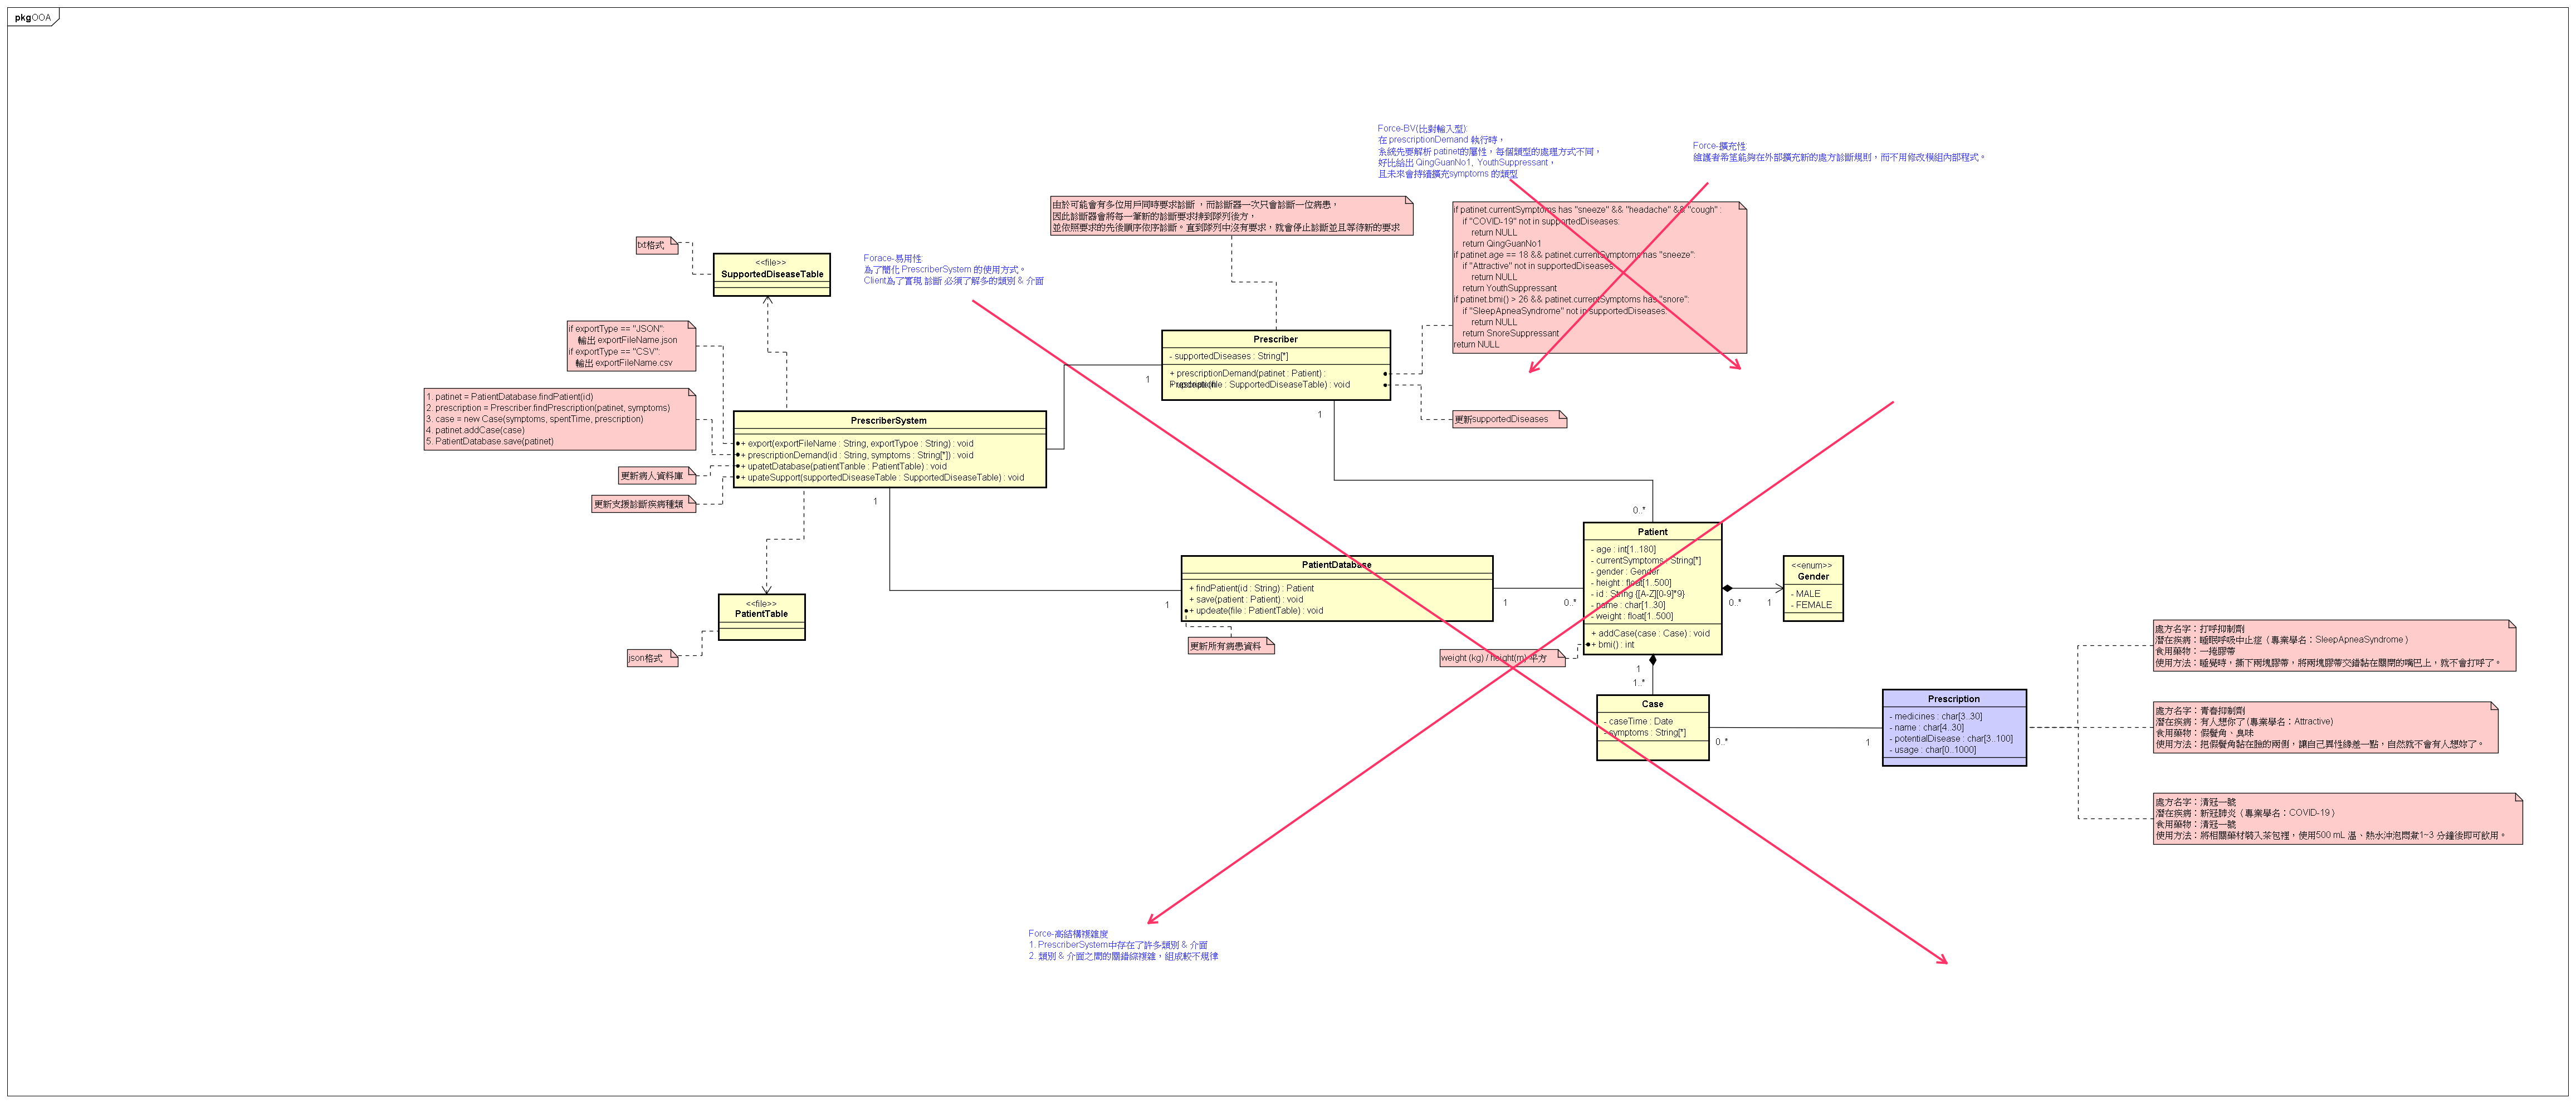 pkg OOA
Force-BV(比對輸入型)
在 prescriptionDemand 執行時，
系統先要解析 patinet的屬性，每個類型的處理方式不同，
好比給出 QingGuanNo1, YouthSuppressant，
且未來會持續擴充symptoms 的類型
Force-擴充性:
維護者希望能夠在外部擴充新的處方診斷規則，而不用修改模組內部程式。
由於可能會有多位用戶同時要求診斷 ，而診斷器一次只會診斷一位病患，
因此診斷器會將每一筆新的診斷要求排到隊列後方，
並依照要求的先後順序依序診斷。直到隊列中沒有要求，就會停止診斷並且等待新的要求
if patinet.currentSymptoms has "sneeze" && "headache" && "cough" :
if "COVID-19" not in supportedDiseases:
return NULL
return QingGuanNo1
if patinet.age == 18 && patinet.currentSymptoms has "sneeze":
if "Attractive" not in supportedDiseases:
return NULL
return YouthSuppressant
if patinet.bmi() > 26 && patinet.currentSymptoms has "snore":
if "SleepApneaSyndrome" not in supportedDiseases:
return NULL
return SnoreSuppressant
return NULL
txt格式
<<file>>
SupportedDiseaseTable
Forace-易用性
為了簡化 PrescriberSystem 的使用方式。
Client為了實現 診斷 必須了解多的類別 & 介面
if exportType == "JSON":
輸出 exportFileName.json
if exportType == "CSV":
輸出 exportFileName.csv
Prescriber
- supportedDiseases : String[*]
+ prescriptionDemand(patinet : Patient) :
Prescription
+ update(file : SupportedDiseaseTable) : void
1
1
更新supportedDiseases
1. patinet = PatientDatabase.findPatient(id)
2. prescription = Prescriber.findPrescription(patinet, symptoms)
3. case = new Case(symptoms, spentTime, prescription)
4. patinet.addCase(case)
5. PatientDatabase.save(patinet)
PrescriberSystem
+ export(exportFileName : String, exportTypoe : String) : void
+ prescriptionDemand(id : String, symptoms : String[*]) : void
+ upatetDatabase(patientTanble : PatientTable) : void
+ upateSupport(supportedDiseaseTable : SupportedDiseaseTable) : void
更新病人資料庫
更新支援診斷疾病種類
1
0..*
Patient
- age : int[1..180]
- currentSymptoms : String[*]
- gender : Gender
- height : float[1..500]
- id : String {[A-Z][0-9]*9}
- name : char[1..30]
- weight : float[1..500]
+ addCase(case : Case) : void
+ bmi() : int
<<enum>>
Gender
- MALE
- FEMALE
0..*
1
PatientDatabase
+ findPatient(id : String) : Patient
+ save(patient : Patient) : void
+ updeate(file : PatientTable) : void
1
1
0..*
更新所有病患資料
<<file>>
PatientTable
json格式
weight (kg) / height(m) 平方
1
1..*
Case
- caseTime : Date
- symptoms : String[*]
0..*
1
Prescription
- medicines : char[3..30]
- name : char[4..30]
- potentialDisease : char[3..100]
- usage : char[0..1000]
處方名字：打呼抑制劑
潛在疾病：睡眠呼吸中止症（專業學名：SleepApneaSyndrome）
食用藥物：一捲膠帶
使用方法：睡覺時，撕下兩塊膠帶，將兩塊膠帶交錯黏在關閉的嘴巴上，就不會打呼了。
處方名字：青春抑制劑
潛在疾病：有人想你了 (專業學名：Attractive)
食用藥物：假鬢角、臭味
使用方法：把假鬢角黏在臉的兩側，讓自己異性緣差一點，自然就不會有人想妳了。
處方名字：清冠一號
潛在疾病：新冠肺炎（專業學名：COVID-19）
食用藥物：清冠一號
使用方法：將相關藥材裝入茶包裡，使用500 mL 溫、熱水沖泡悶煮1~3 分鐘後即可飲用。
Force-高結構複雜度
1. PrescriberSystem中存在了許多類別 & 介面
2. 類別 & 介面之間的關錯綜複雜，組成較不規律